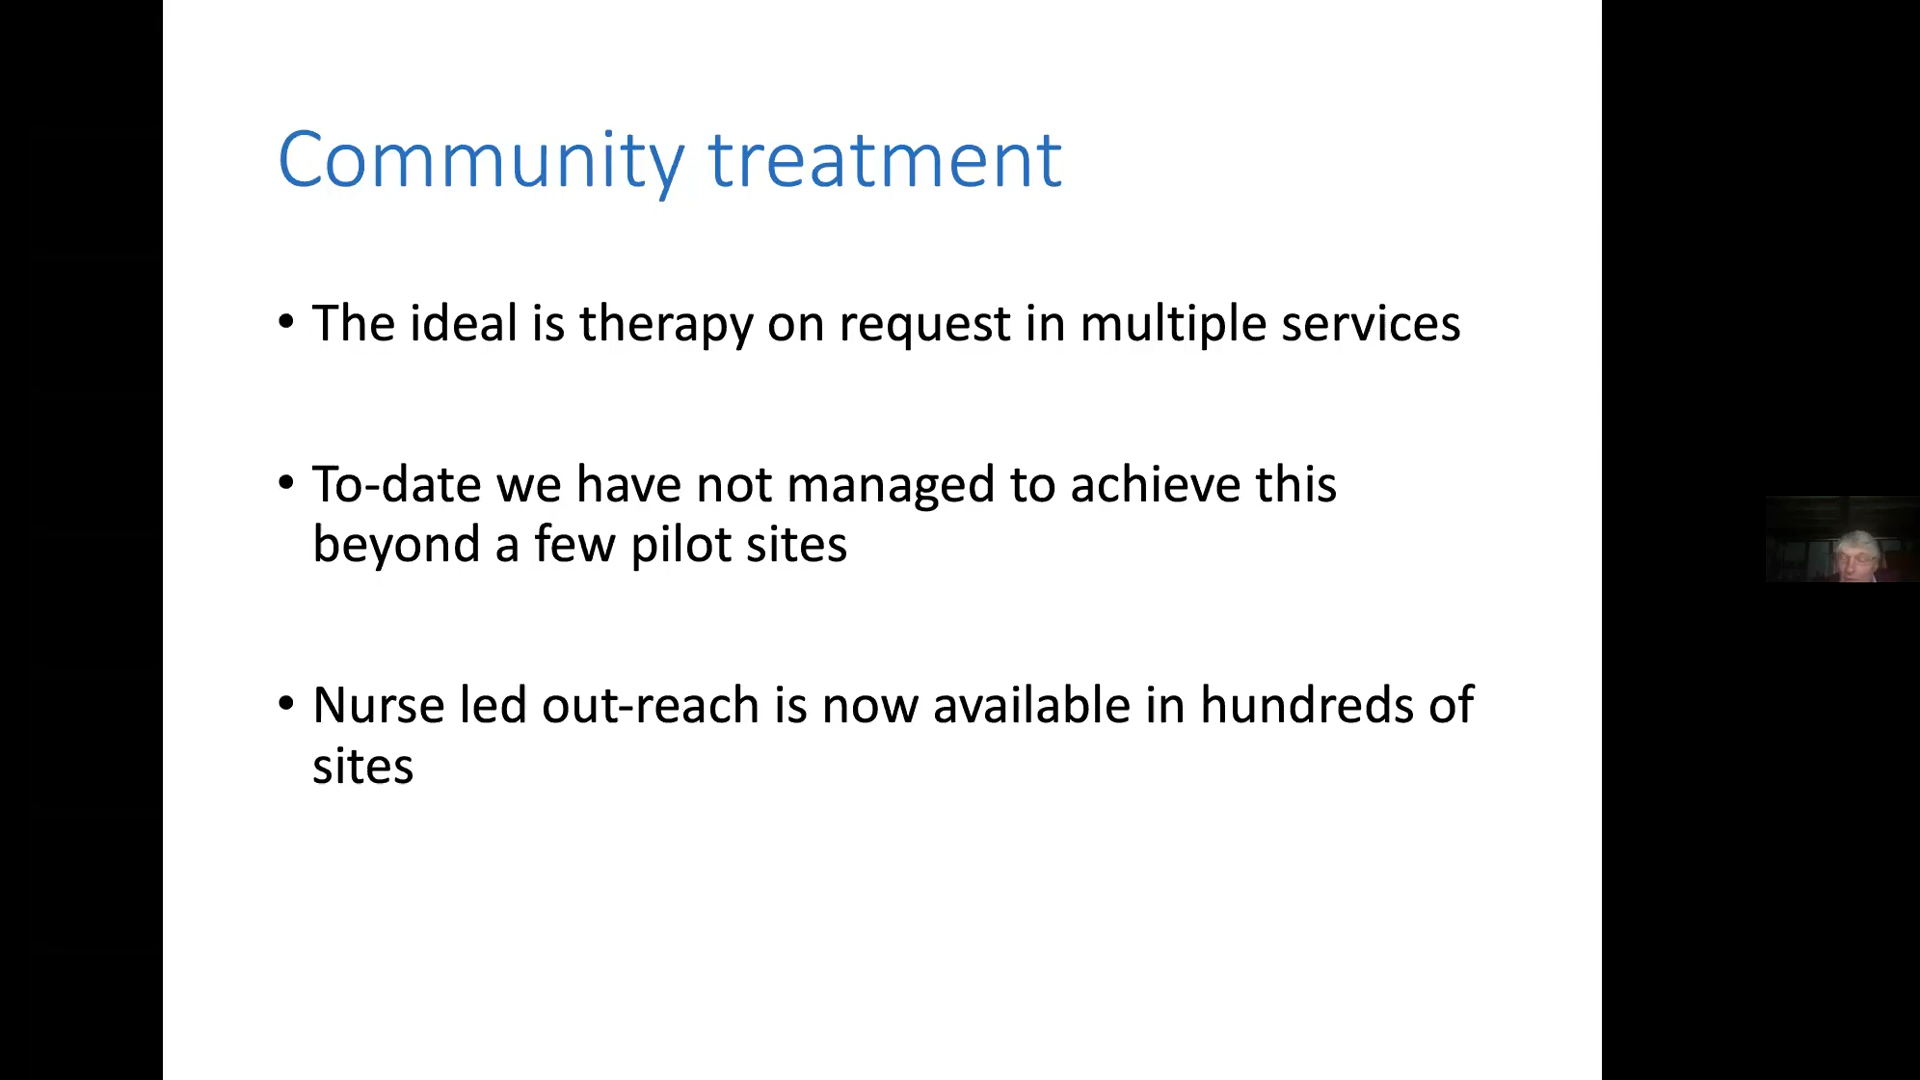 Community treatment
• The ideal is therapy on request in multiple services
• To-date we have not managed to achieve this
beyond a few pilot sites
• Nurse led out-reach is now available in hundreds of
sites